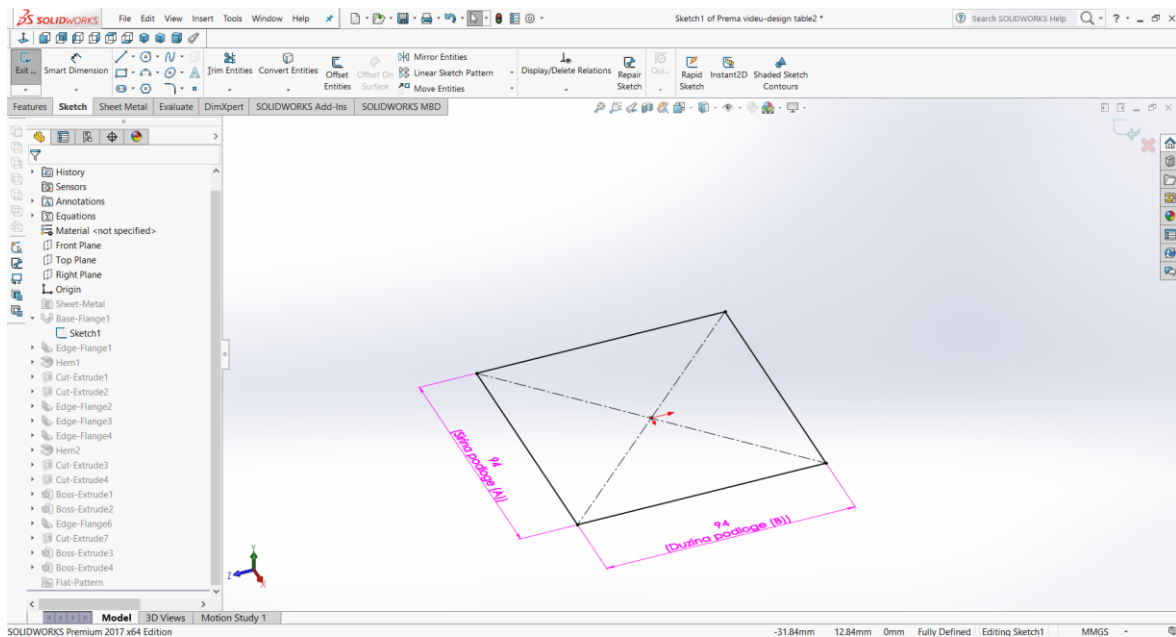 SOLIDWORKS
File Edit View Insert Tools Window Help
Sketch1 of Prema videu-design table2 *
Search SOLIDWORKS Help
Exit ...
Smart Dimension
Trim Entities
Convert Entities
Offset Entities
Offset On Surface
Mirror Entities
Linear Sketch Pattern
Move Entities
Display/Delete Relations
Repair Sketch
Qui...
Rapid Sketch
Instant2D
Shaded Sketch Contours
Features Sketch Sheet Metal Evaluate DimXpert SOLIDWORKS Add-Ins SOLIDWORKS MBD
History
Sensors
Annotations
Equations
Material <not specified>
Front Plane
Top Plane
Right Plane
Origin
Sheet-Metal
Base-Flange1
Sketch1
Edge-Flange1
Hem1
Cut-Extrude1
Cut-Extrude2
Edge-Flange2
Edge-Flange3
Edge-Flange4
Hem2
Cut-Extrude3
Cut-Extrude4
Boss-Extrude1
Boss-Extrude2
Edge-Flange6
Cut-Extrude7
Boss-Extrude3
Boss-Extrude4
Flat-Pattern
94
(Sirina podloge (A))
94
(Duzina podloge (B))
Y
Z
X
Model 3D Views Motion Study 1
SOLIDWORKS Premium 2017 x64 Edition
-31.84mm 12.84mm 0mm Fully Defined Editing Sketch1 MMGS